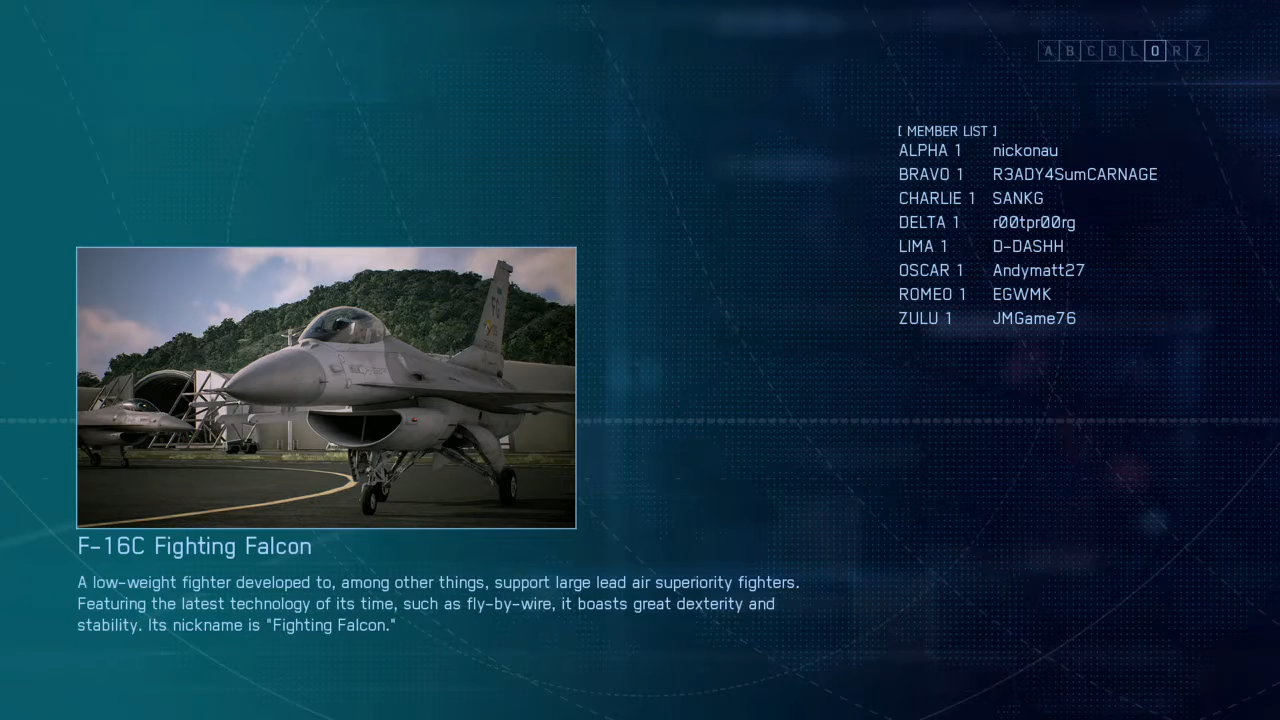 A B C D L O R Z
[ MEMBER LIST ]
ALPHA 1 nickonau
BRAVO 1 R3ADY4SumCARNAGE
CHARLIE 1 SANKG
DELTA 1 r00tpr00rg
LIMA 1 D-DASHH
OSCAR 1 Andymatt27
ROMEO 1 EGWMK
ZULU 1 JMGame76
F-16C Fighting Falcon
A low-weight fighter developed to, among other things, support large lead air superiority fighters.
Featuring the latest technology of its time, such as fly-by-wire, it boasts great dexterity and
stability. Its nickname is "Fighting Falcon."